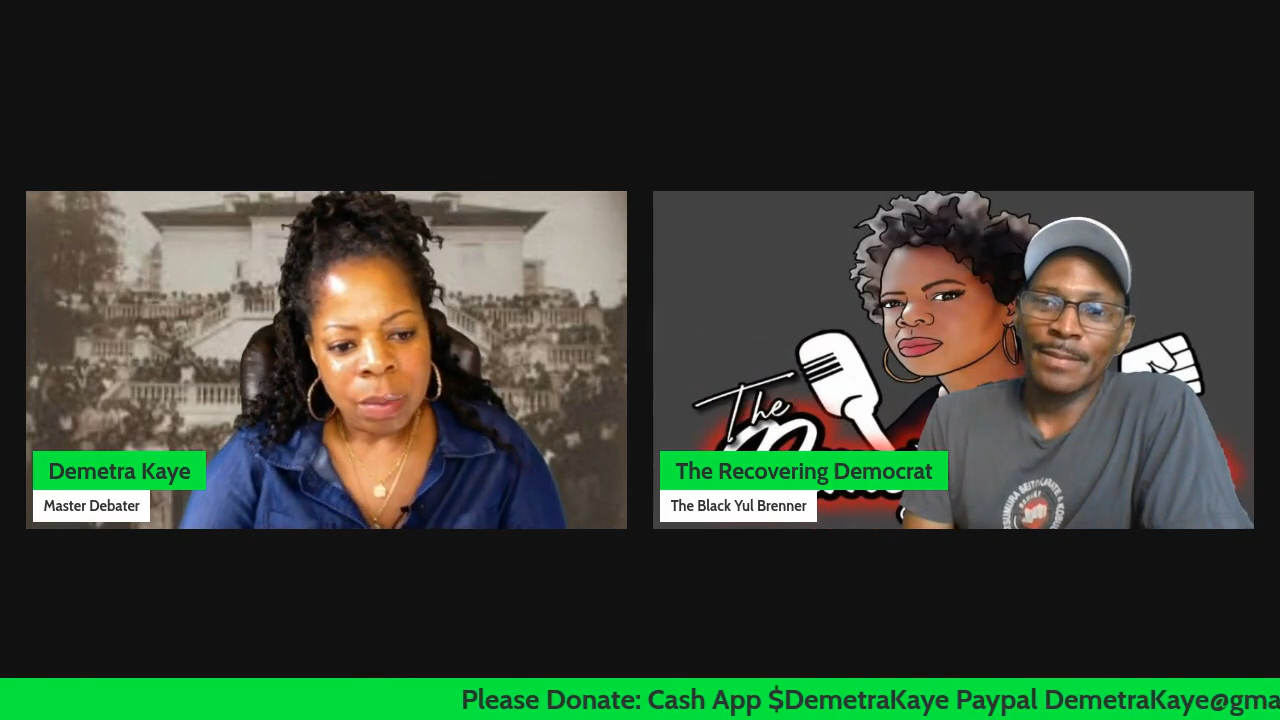 The
Demetra Kaye
Master Debater
The Recovering Democrat
The Black Yul Brenner
Please Donate: Cash App $DemetraKaye Paypal DemetraKaye@gma